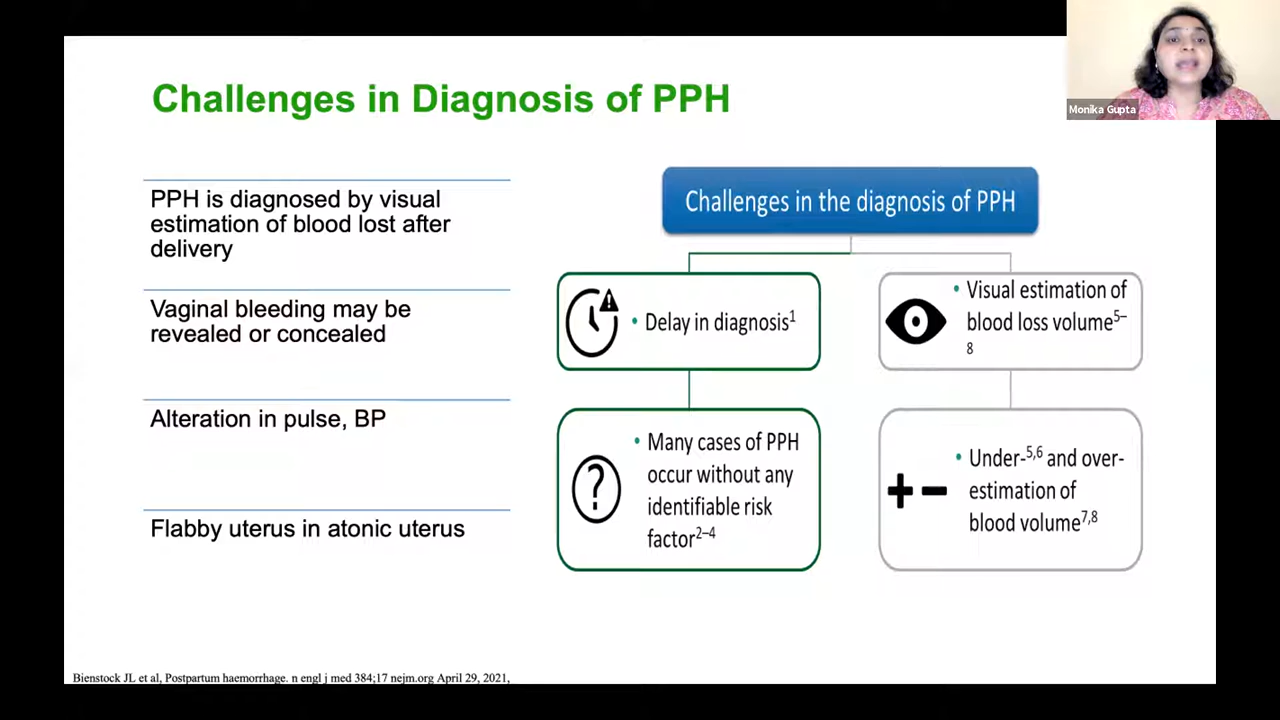 Challenges in Diagnosis of PPH
Monika Gupta
PPH is diagnosed by visual
estimation of blood lost after
delivery
Vaginal bleeding may be
revealed or concealed
Alteration in pulse, BP
Flabby uterus in atonic uterus
Challenges in the diagnosis of PPH
• Delay in diagnosis¹
• Many cases of PPH
occur without any
identifiable risk
factor²⁻⁴
• Visual estimation of
blood loss volume⁵⁻
⁸
• Under-⁵,⁶ and over-
estimation of
blood volume⁷,⁸
Bienstock JL et al, Postpartum haemorrhage. n engl j med 384;17 nejm.org April 29, 2021,